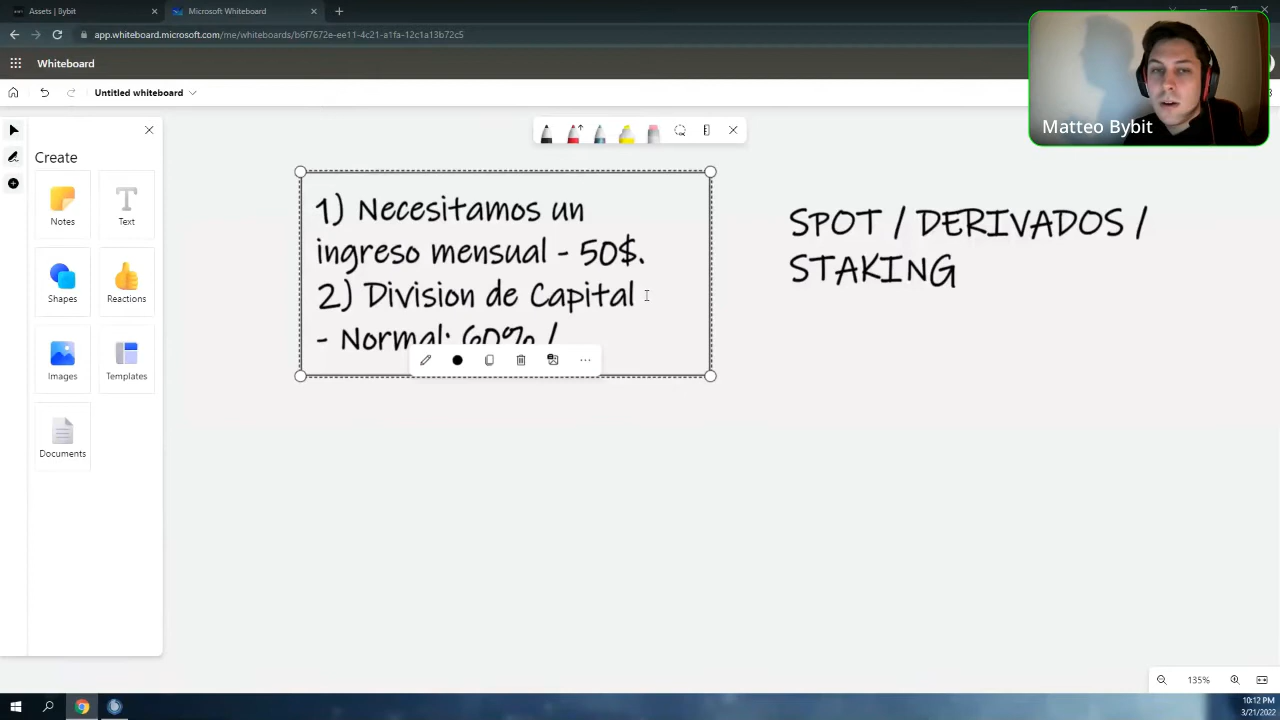 Assets | Bybit
Microsoft Whiteboard
app.whiteboard.microsoft.com/me/whiteboards/b6f7672e-ee11-4c21-a1fa-12c1a13b72c5
Whiteboard
Untitled whiteboard
Matteo Bybit
Create
Notes
Text
Shapes
Reactions
Images
Templates
Documents
1) Necesitamos un
ingreso mensual - 50$.
2) Division de Capital
- Normal: 60% /
SPOT / DERIVADOS /
STAKING
135%
10:12 PM
3/21/2022